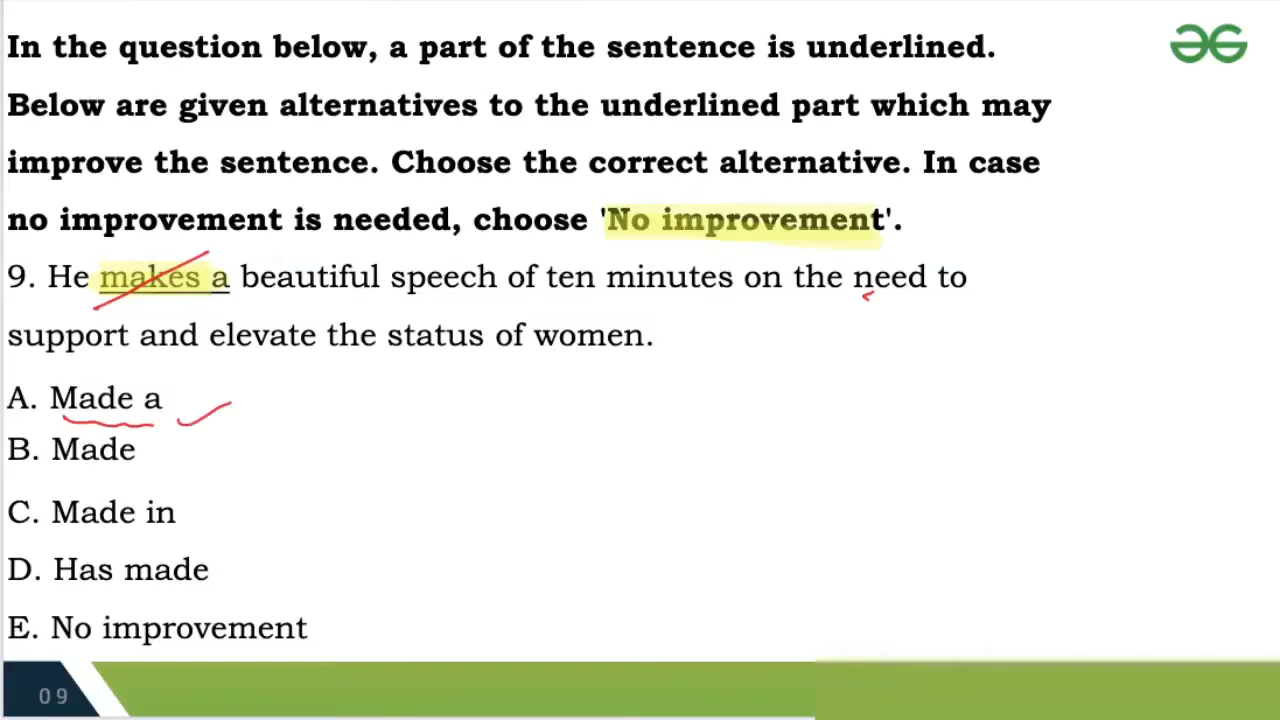 In the question below, a part of the sentence is underlined.
Below are given alternatives to the underlined part which may
improve the sentence. Choose the correct alternative. In case
no improvement is needed, choose 'No improvement'.
9. He makes a beautiful speech of ten minutes on the need to
support and elevate the status of women.
A. Made a
B. Made
C. Made in
D. Has made
E. No improvement
09